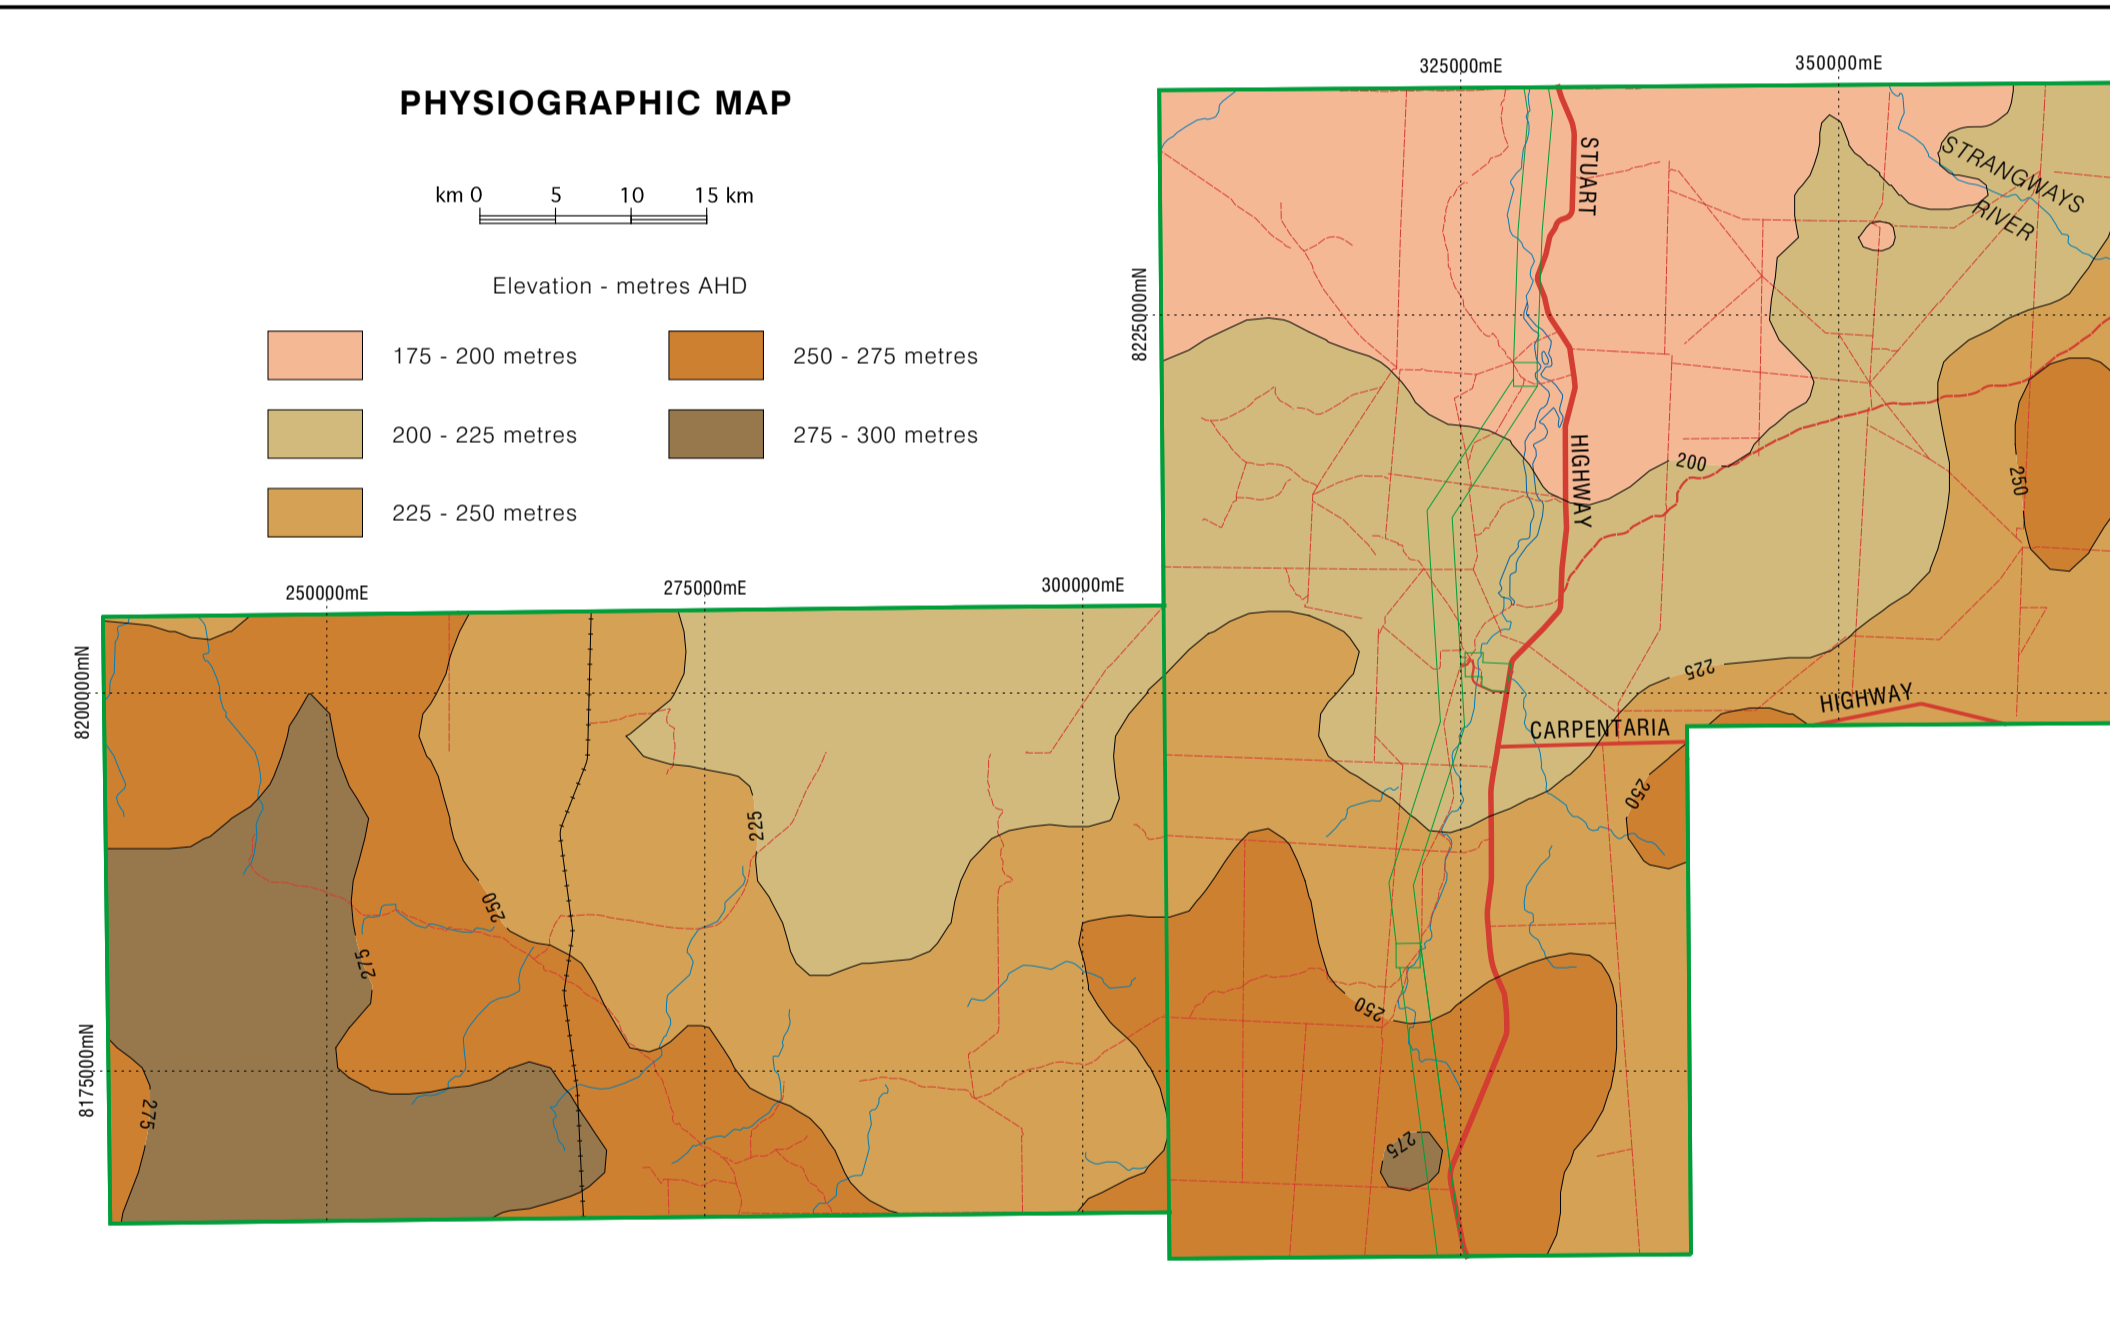 PHYSIOGRAPHIC MAP
km 0 5 10 15 km
Elevation - metres AHD
175 - 200 metres
250 - 275 metres
200 - 225 metres
275 - 300 metres
225 - 250 metres
325000mE
350000mE
8225000mN
STUART
HIGHWAY
STRANGWAYS
RIVER
200
250
225
HIGHWAY
CARPENTARIA
250
250000mE
275000mE
300000mE
8200000mN
225
250
275
250
8175000mN
275
275